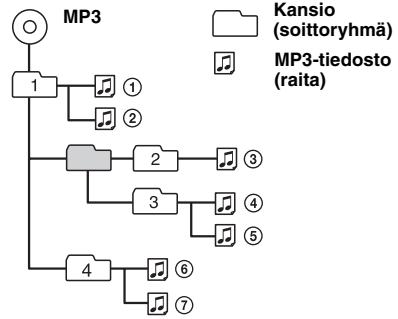 MP3
Kansio
(soittoryhmä)
MP3-tiedosto
(raita)
1
①
②
2
③
3
④
⑤
4
⑥
⑦